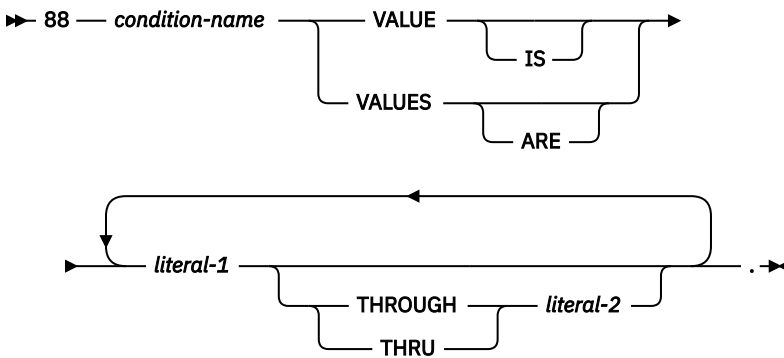 88 condition-name VALUE
IS
VALUES
ARE
literal-1
THROUGH literal-2
THRU
.